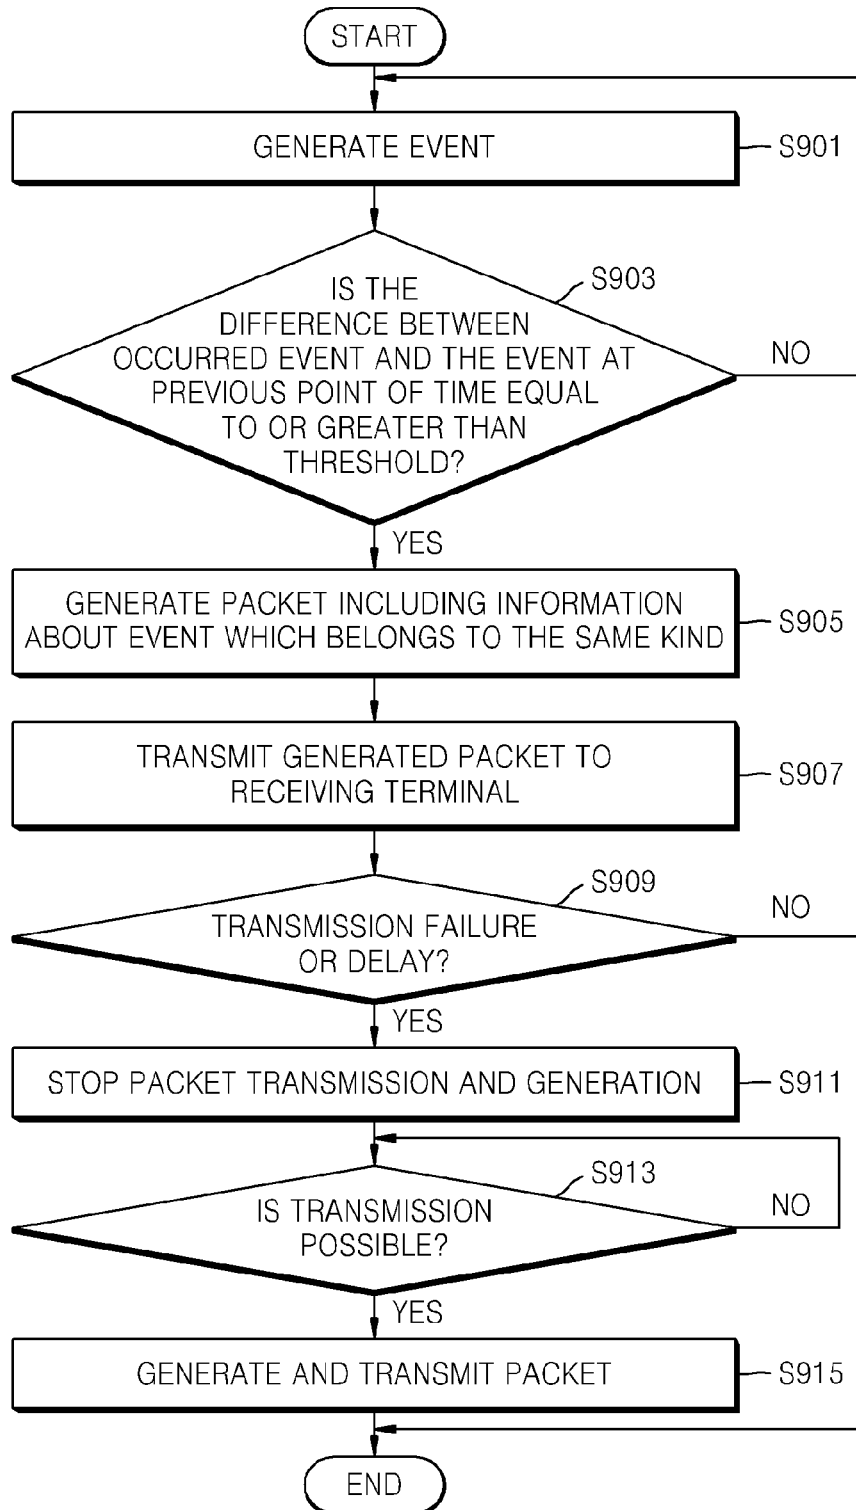 START
GENERATE EVENT
S901
S903
IS THE
DIFFERENCE BETWEEN
OCCURRED EVENT AND THE EVENT AT
PREVIOUS POINT OF TIME EQUAL
TO OR GREATER THAN
THRESHOLD?
NO
YES
GENERATE PACKET INCLUDING INFORMATION
ABOUT EVENT WHICH BELONGS TO THE SAME KIND
S905
TRANSMIT GENERATED PACKET TO
RECEIVING TERMINAL
S907
S909
TRANSMISSION FAILURE
OR DELAY?
NO
YES
STOP PACKET TRANSMISSION AND GENERATION
S911
S913
IS TRANSMISSION
POSSIBLE?
NO
YES
GENERATE AND TRANSMIT PACKET
S915
END